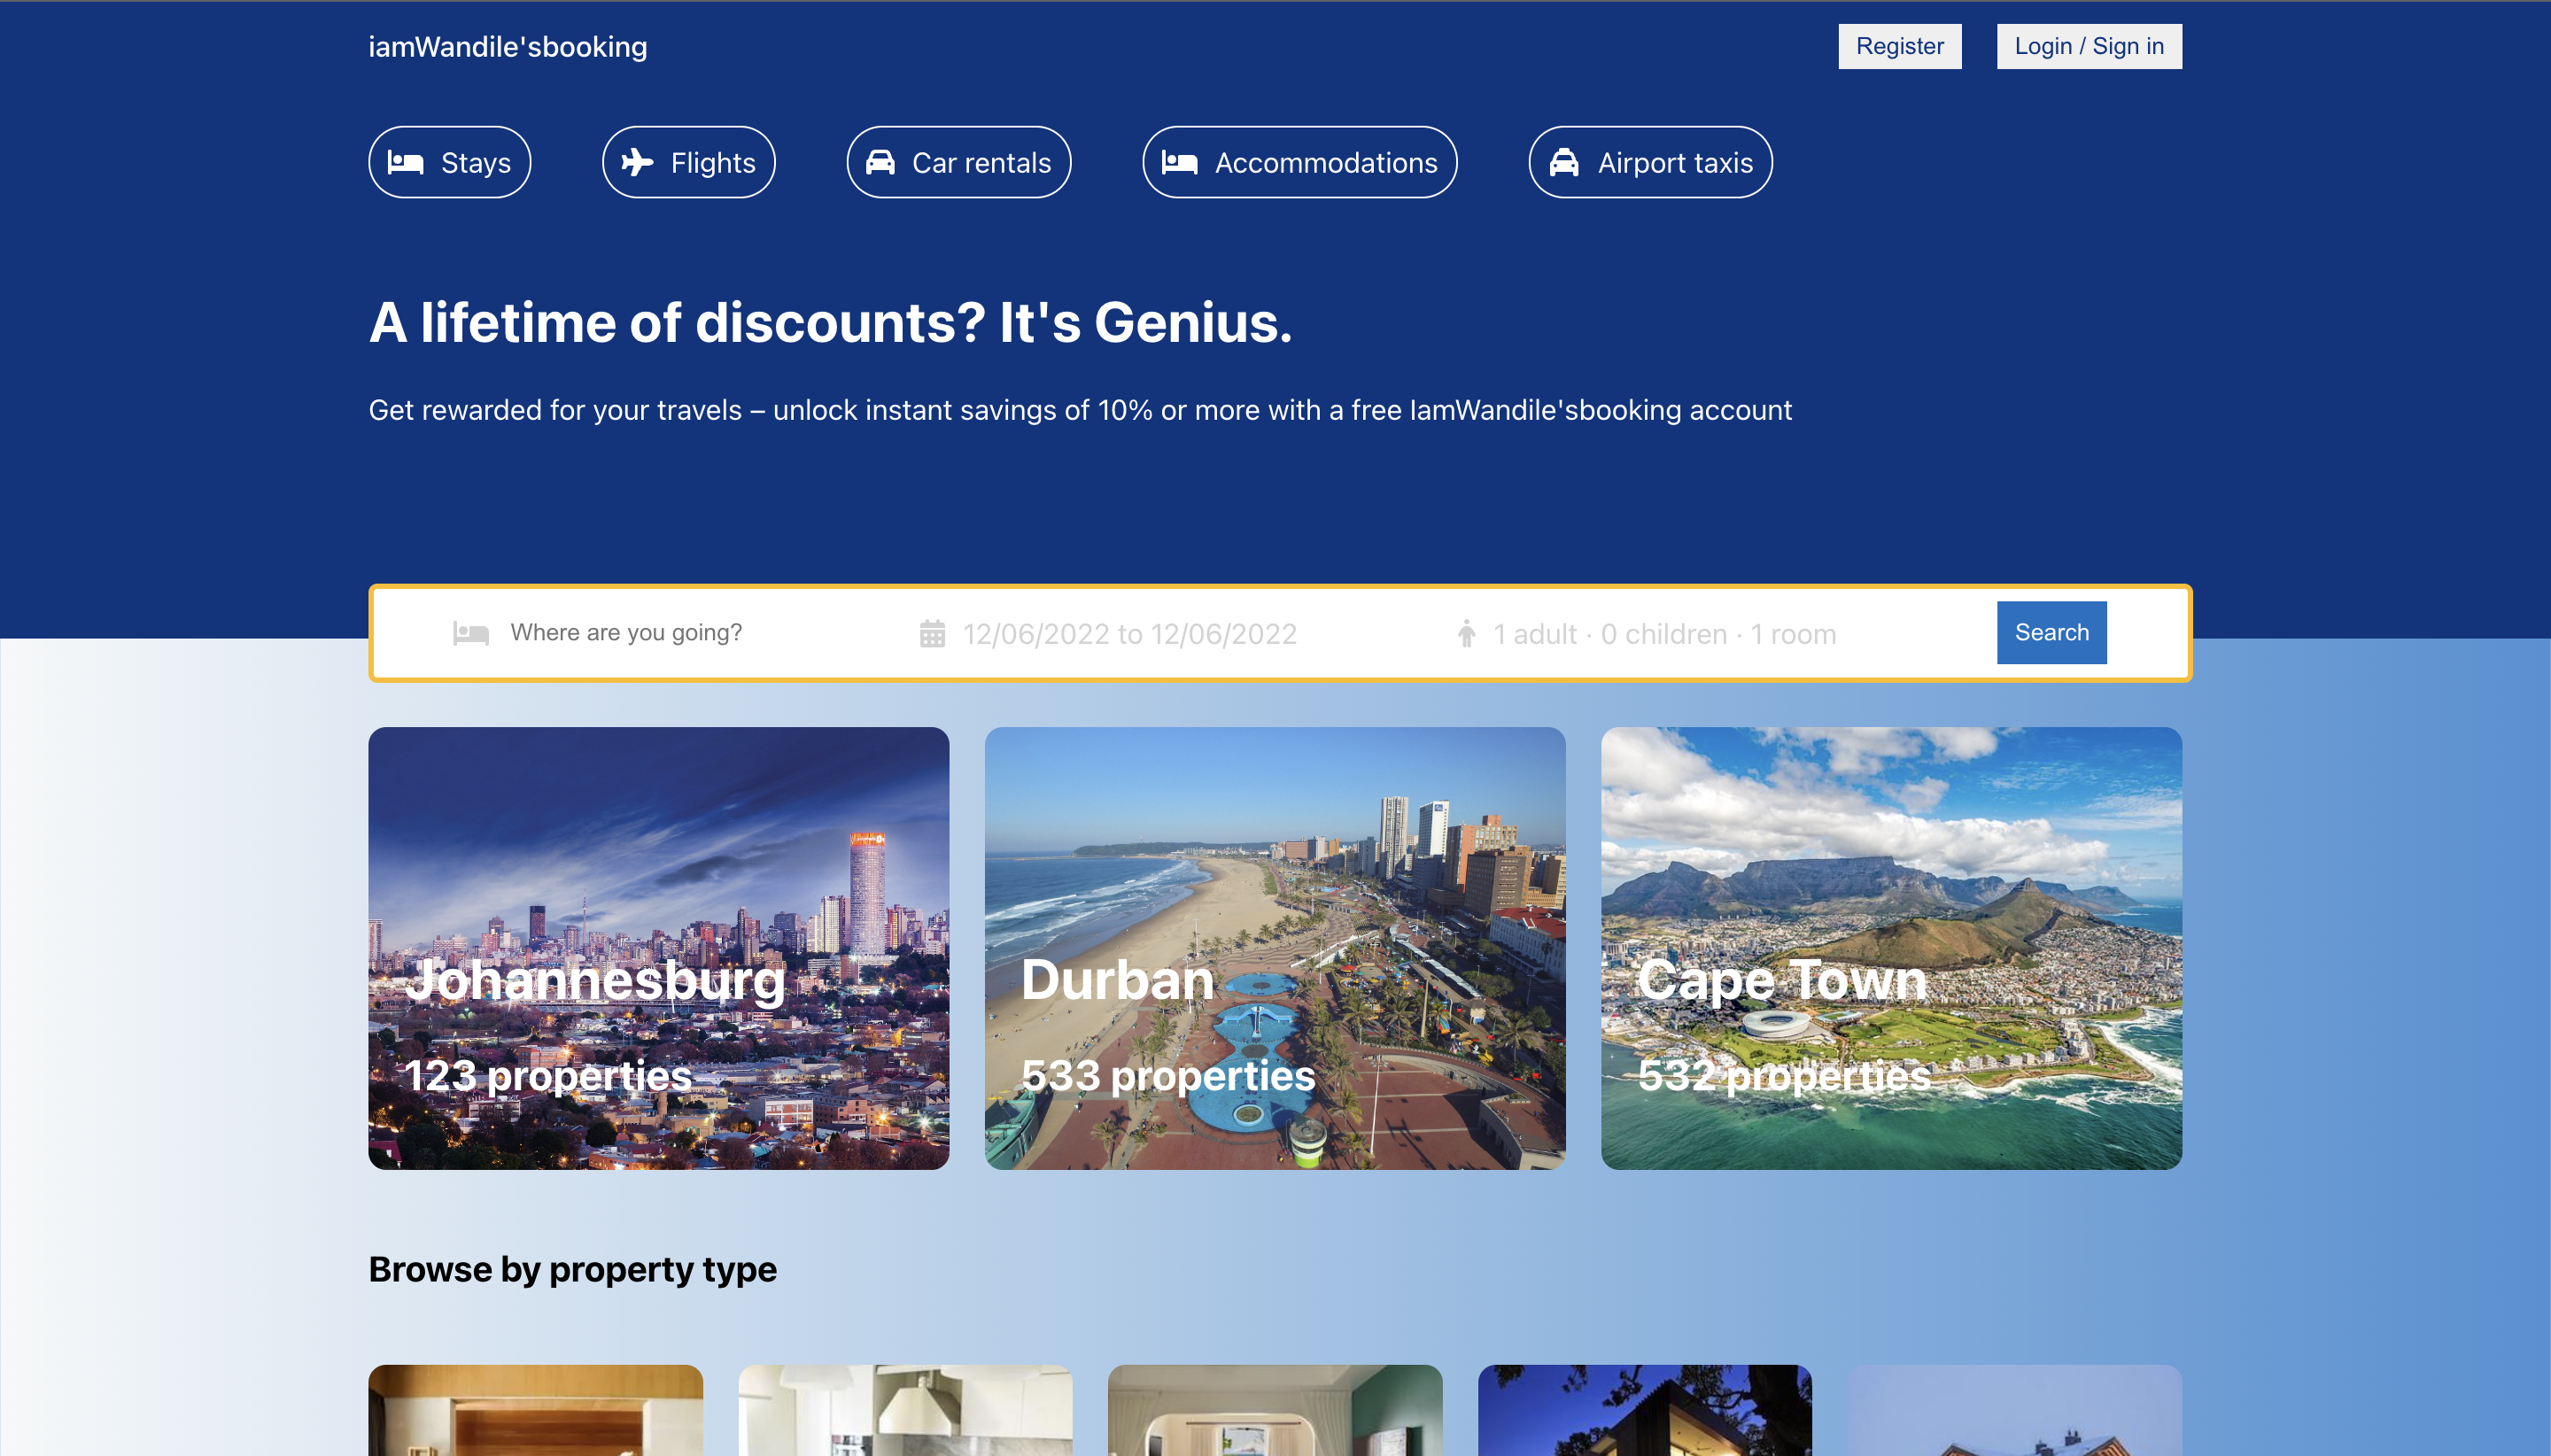 iamWandile'sbooking
Register
Login / Sign in
Stays
Flights
Car rentals
Accommodations
Airport taxis
A lifetime of discounts? It's Genius.
Get rewarded for your travels – unlock instant savings of 10% or more with a free IamWandile'sbooking account
Where are you going?
12/06/2022 to 12/06/2022
1 adult · 0 children · 1 room
Search
Johannesburg
123 properties
Durban
533 properties
Cape Town
532 properties
Browse by property type